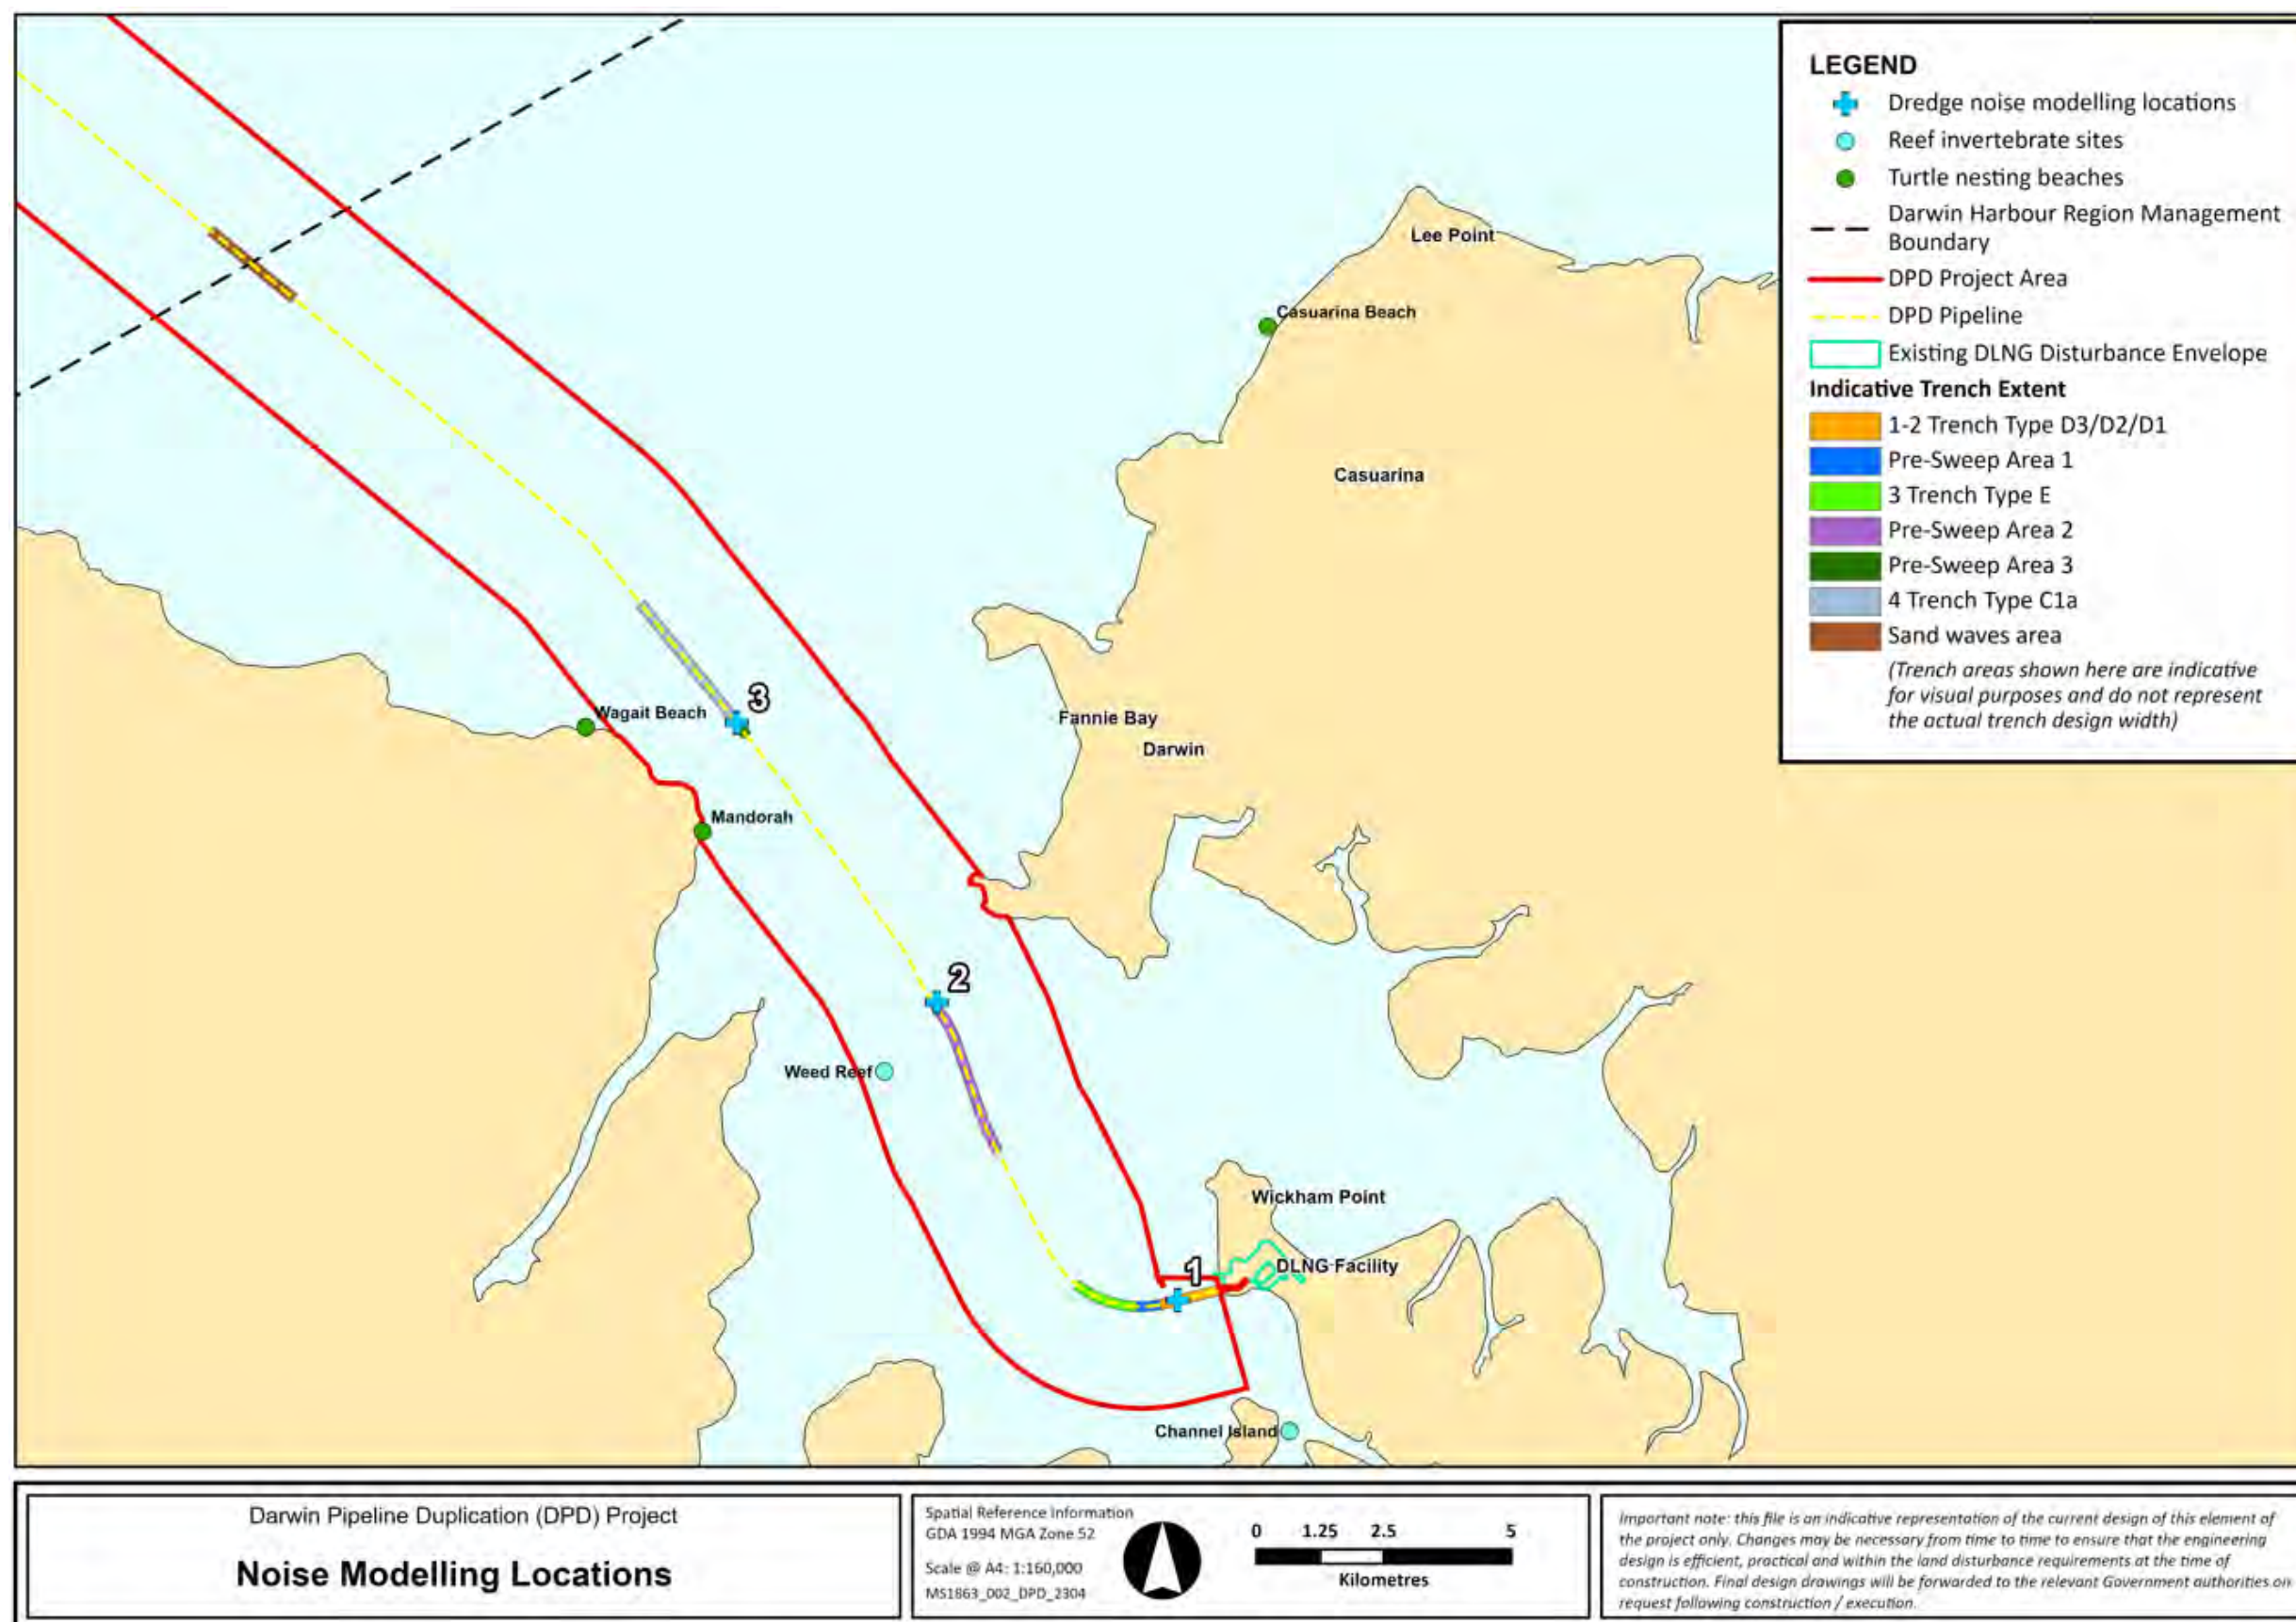 LEGEND
Dredge noise modelling locations
Reef invertebrate sites
Turtle nesting beaches
Darwin Harbour Region Management
Boundary
DPD Project Area
DPD Pipeline
Existing DLNG Disturbance Envelope
Indicative Trench Extent
1-2 Trench Type D3/D2/D1
Pre-Sweep Area 1
3 Trench Type E
Pre-Sweep Area 2
Pre-Sweep Area 3
4 Trench Type C1a
Sand waves area
(Trench areas shown here are indicative
for visual purposes and do not represent
the actual trench design width)
Lee Point
Casuarina Beach
Casuarina
3
Wagait Beach
Fannie Bay
Darwin
Mandorah
2
Weed Reef
Wickham Point
1
DLNG Facility
Channel Island
Darwin Pipeline Duplication (DPD) Project
Noise Modelling Locations
Spatial Reference Information
GDA 1994 MGA Zone 52
Scale @ A4: 1:160,000
MS1863_002_DPD_2304
0 1.25 2.5 5
Kilometres
Important note: this file is an indicative representation of the current design of this element of
the project only. Changes may be necessary from time to time to ensure that the engineering
design is efficient, practical and within the land disturbance requirements at the time of
construction. Final design drawings will be forwarded to the relevant Government authorities on
request following construction / execution.